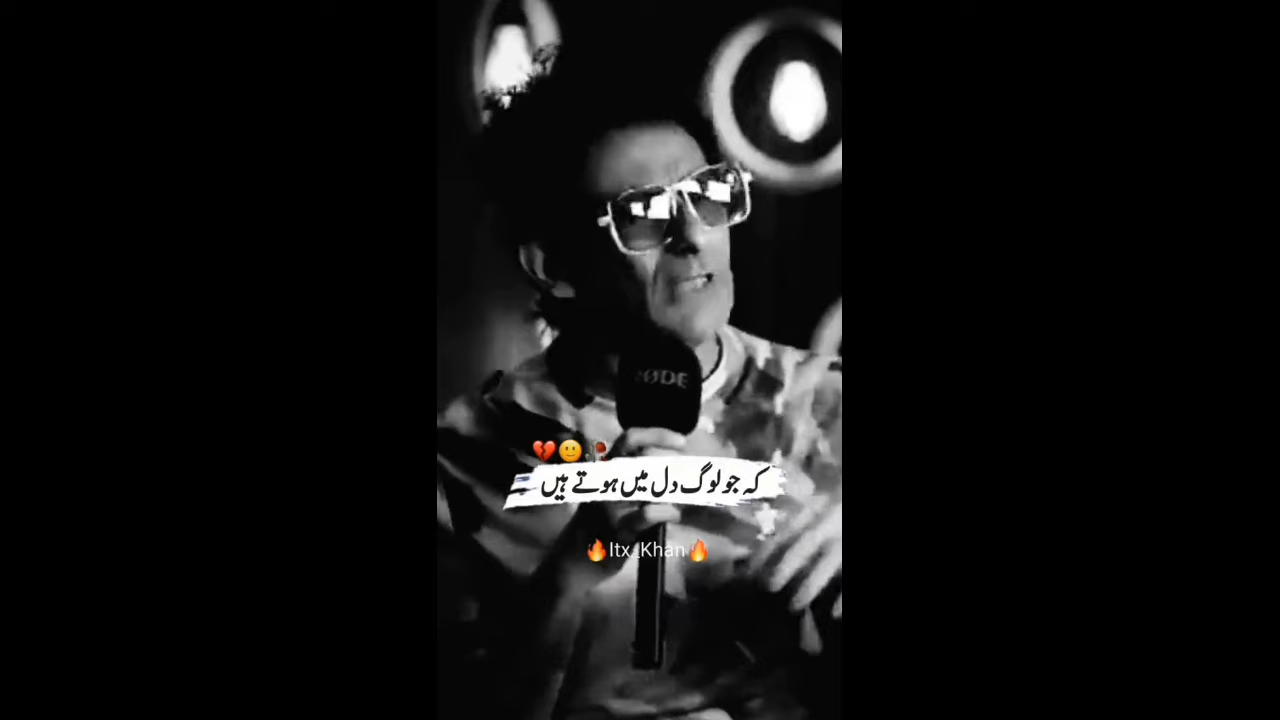 RØDE
💔🙂🥀
کہ جو لوگ دل میں ہوتے ہیں
🔥Itx_Khan🔥